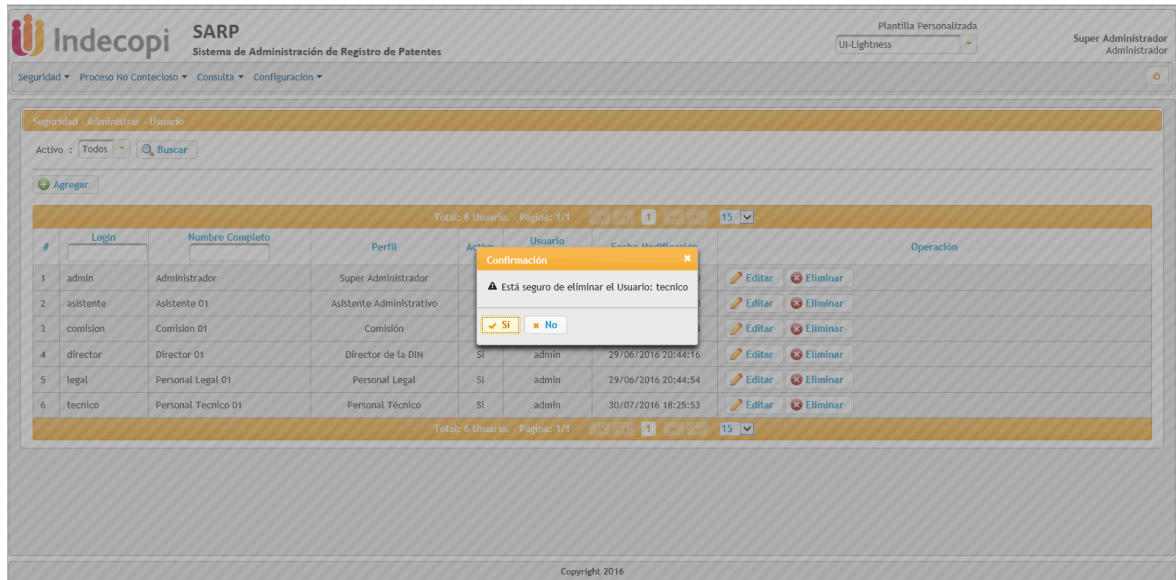 Indecopi
SARP
Sistema de Administración de Registro de Patentes
Plantilla Personalizada
UI-Lightness
Super Administrador
Administrador
Seguridad Proceso No Contecioso Consulta Configuracion
Seguridad - Administrar - Usuario
Activo : Todos Buscar
Agregar
Total: 6 Usuario. - Página: 1/1 1 15
# Login Nombre Completo Perfil Activo Usuario Fecha Modificación Operación
Confirmación
Está seguro de eliminar el Usuario: tecnico
Si No
1 admin Administrador Super Administrador Editar Eliminar
2 asistente Asistente 01 Asistente Administrativo Editar Eliminar
3 comision Comision 01 Comisión Editar Eliminar
4 director Director 01 Director de la DIN Si admin 29/06/2016 20:44:16 Editar Eliminar
5 legal Personal Legal 01 Personal Legal Si admin 29/06/2016 20:44:54 Editar Eliminar
6 tecnico Personal Tecnico 01 Personal Técnico Si admin 30/07/2016 18:25:53 Editar Eliminar
Total: 6 Usuario. - Página: 1/1 1 15
Copyright 2016